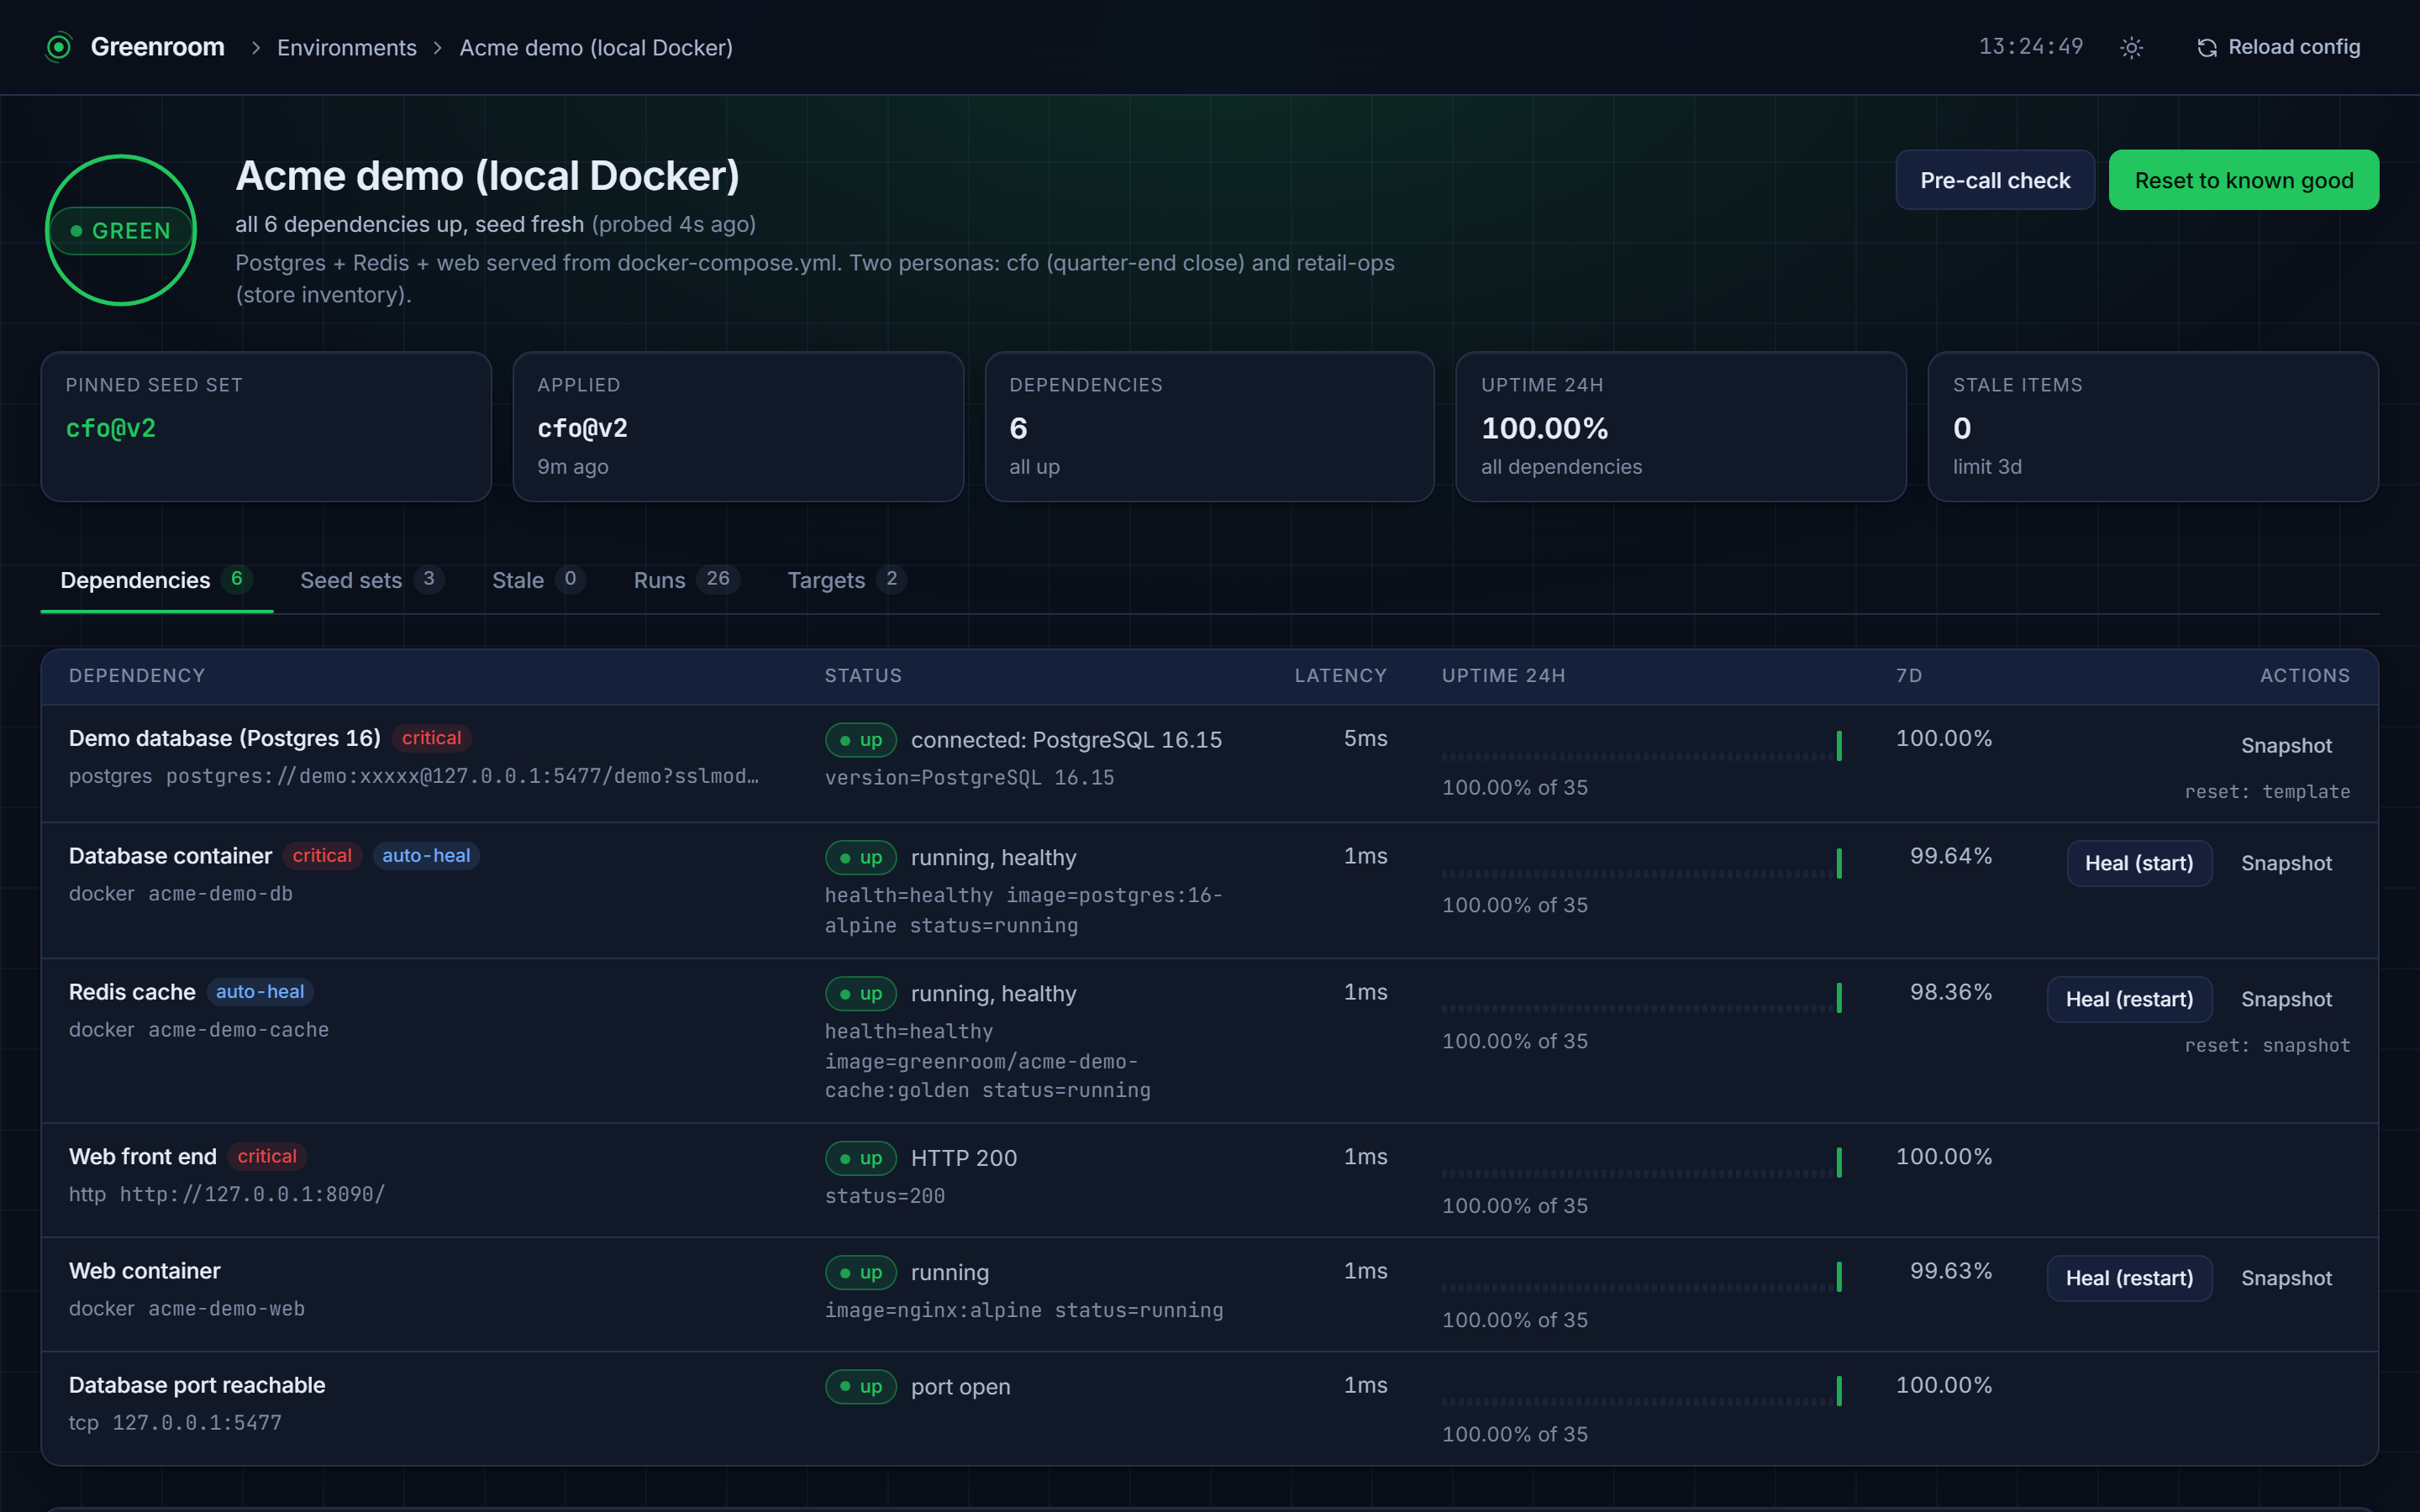 Greenroom > Environments > Acme demo (local Docker)
13:24:49 Reload config
Acme demo (local Docker)
Pre-call check Reset to known good
GREEN
all 6 dependencies up, seed fresh (probed 4s ago)
Postgres + Redis + web served from docker-compose.yml. Two personas: cfo (quarter-end close) and retail-ops
(store inventory).
PINNED SEED SET
cfo@v2
APPLIED
cfo@v2
9m ago
DEPENDENCIES
6
all up
UPTIME 24H
100.00%
all dependencies
STALE ITEMS
0
limit 3d
Dependencies 6 Seed sets 3 Stale 0 Runs 26 Targets 2
DEPENDENCY STATUS LATENCY UPTIME 24H 7D ACTIONS
Demo database (Postgres 16) critical up connected: PostgreSQL 16.15 5ms 100.00% Snapshot
postgres postgres://demo:xxxxx@127.0.0.1:5477/demo?sslmod… version=PostgreSQL 16.15 100.00% of 35 reset: template
Database container critical auto-heal up running, healthy 1ms 99.64% Heal (start) Snapshot
docker acme-demo-db health=healthy image=postgres:16- 100.00% of 35
alpine status=running
Redis cache auto-heal up running, healthy 1ms 98.36% Heal (restart) Snapshot
docker acme-demo-cache health=healthy 100.00% of 35 reset: snapshot
image=greenroom/acme-demo-
cache:golden status=running
Web front end critical up HTTP 200 1ms 100.00%
http http://127.0.0.1:8090/ status=200 100.00% of 35
Web container up running 1ms 99.63% Heal (restart) Snapshot
docker acme-demo-web image=nginx:alpine status=running 100.00% of 35
Database port reachable up port open 1ms 100.00%
tcp 127.0.0.1:5477 100.00% of 35